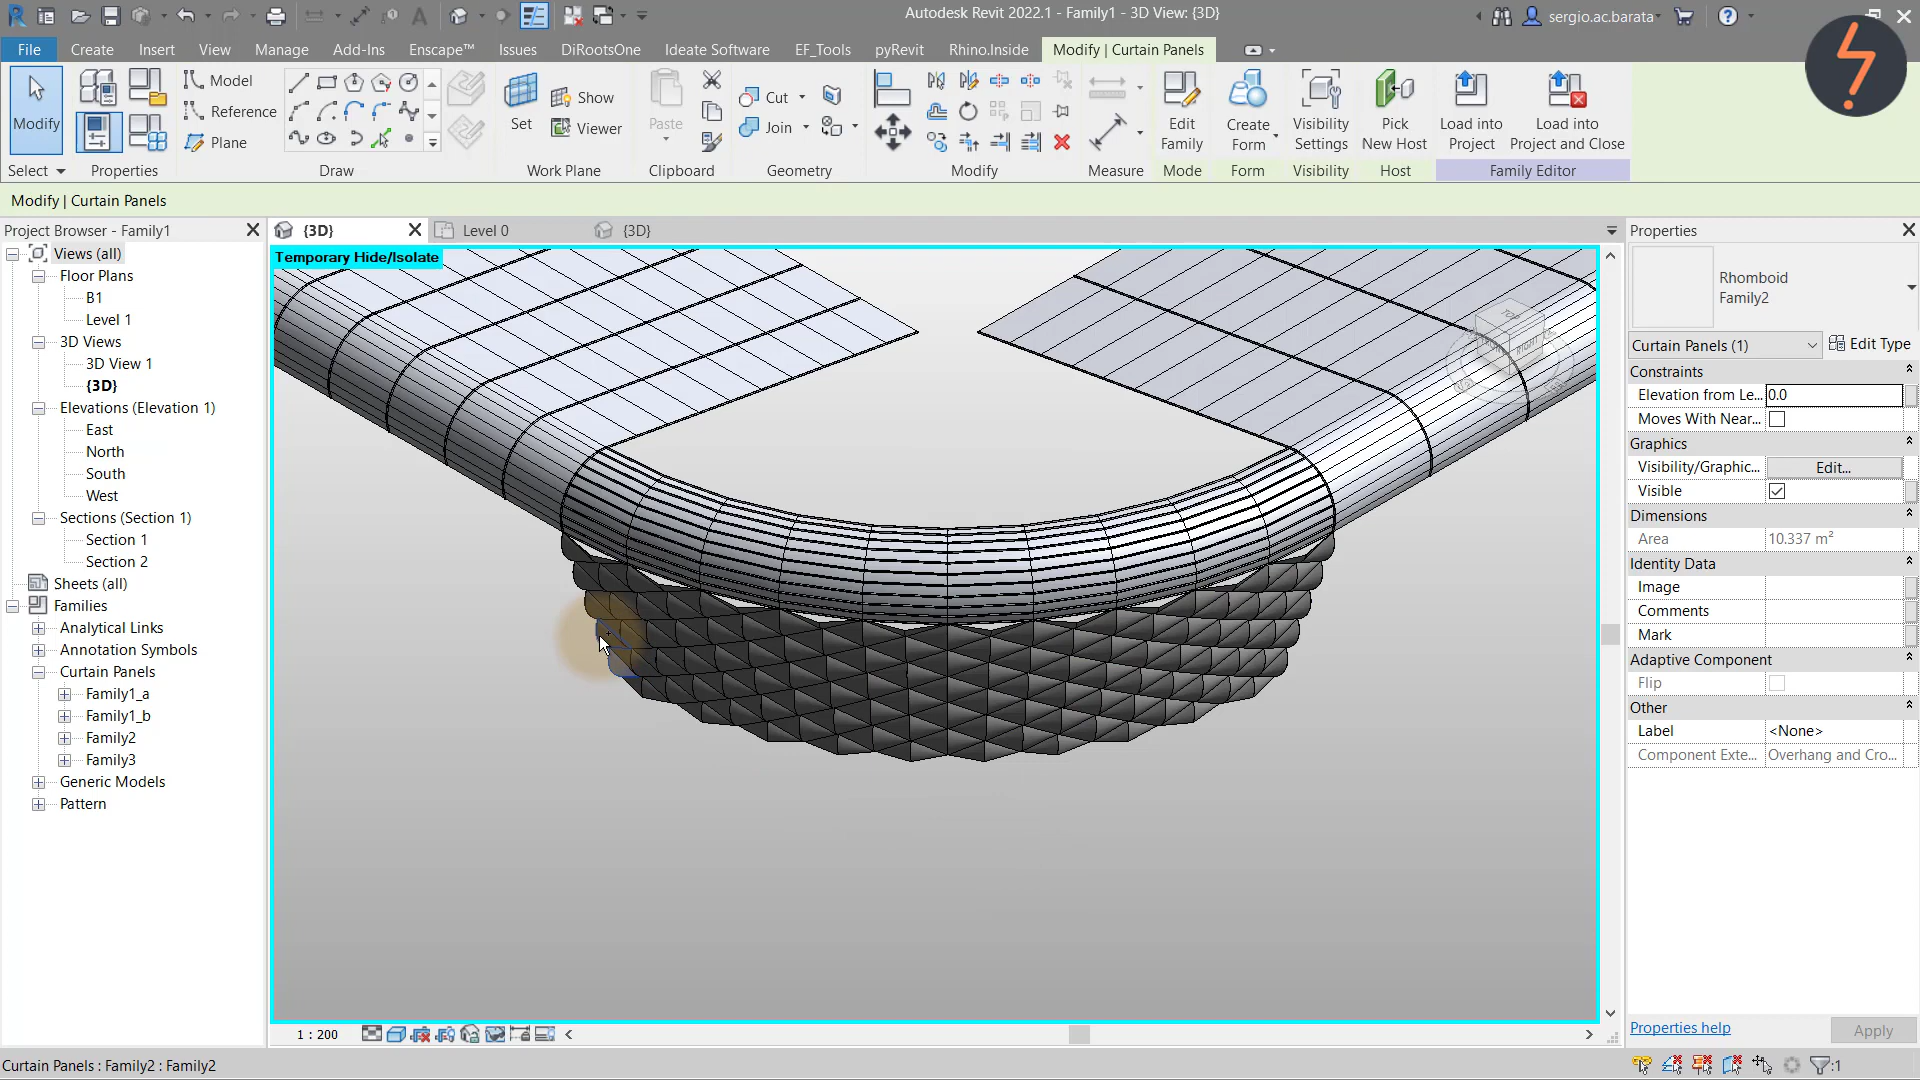 Autodesk Revit 2022.1 - Family1 - 3D View: {3D}
sergio.ac.barata
File Create Insert View Manage Add-Ins Enscape™ Issues DiRootsOne Ideate Software EF_Tools pyRevit Rhino.Inside Modify | Curtain Panels
Modify
Model
Reference
Plane
Set
Show
Viewer
Paste
Cut
Join
Edit Family
Create Form
Visibility Settings
Pick New Host
Load into Project
Load into Project and Close
Select Properties Draw Work Plane Clipboard Geometry Modify Measure Mode Form Visibility Host Family Editor
Modify | Curtain Panels
Project Browser - Family1
Views (all)
Floor Plans
B1
Level 1
3D Views
3D View 1
{3D}
Elevations (Elevation 1)
East
North
South
West
Sections (Section 1)
Section 1
Section 2
Sheets (all)
Families
Analytical Links
Annotation Symbols
Curtain Panels
Family1_a
Family1_b
Family2
Family3
Generic Models
Pattern
{3D} Level 0 {3D}
Temporary Hide/Isolate
TOP
RIGHT
1 : 200
Properties
Rhomboid
Family2
Curtain Panels (1) Edit Type
Constraints
Elevation from Le... 0.0
Moves With Near...
Graphics
Visibility/Graphic... Edit...
Visible
Dimensions
Area 10.337 m²
Identity Data
Image
Comments
Mark
Adaptive Component
Flip
Other
Label <None>
Component Exte... Overhang and Cro...
Properties help Apply
Curtain Panels : Family2 : Family2
:1